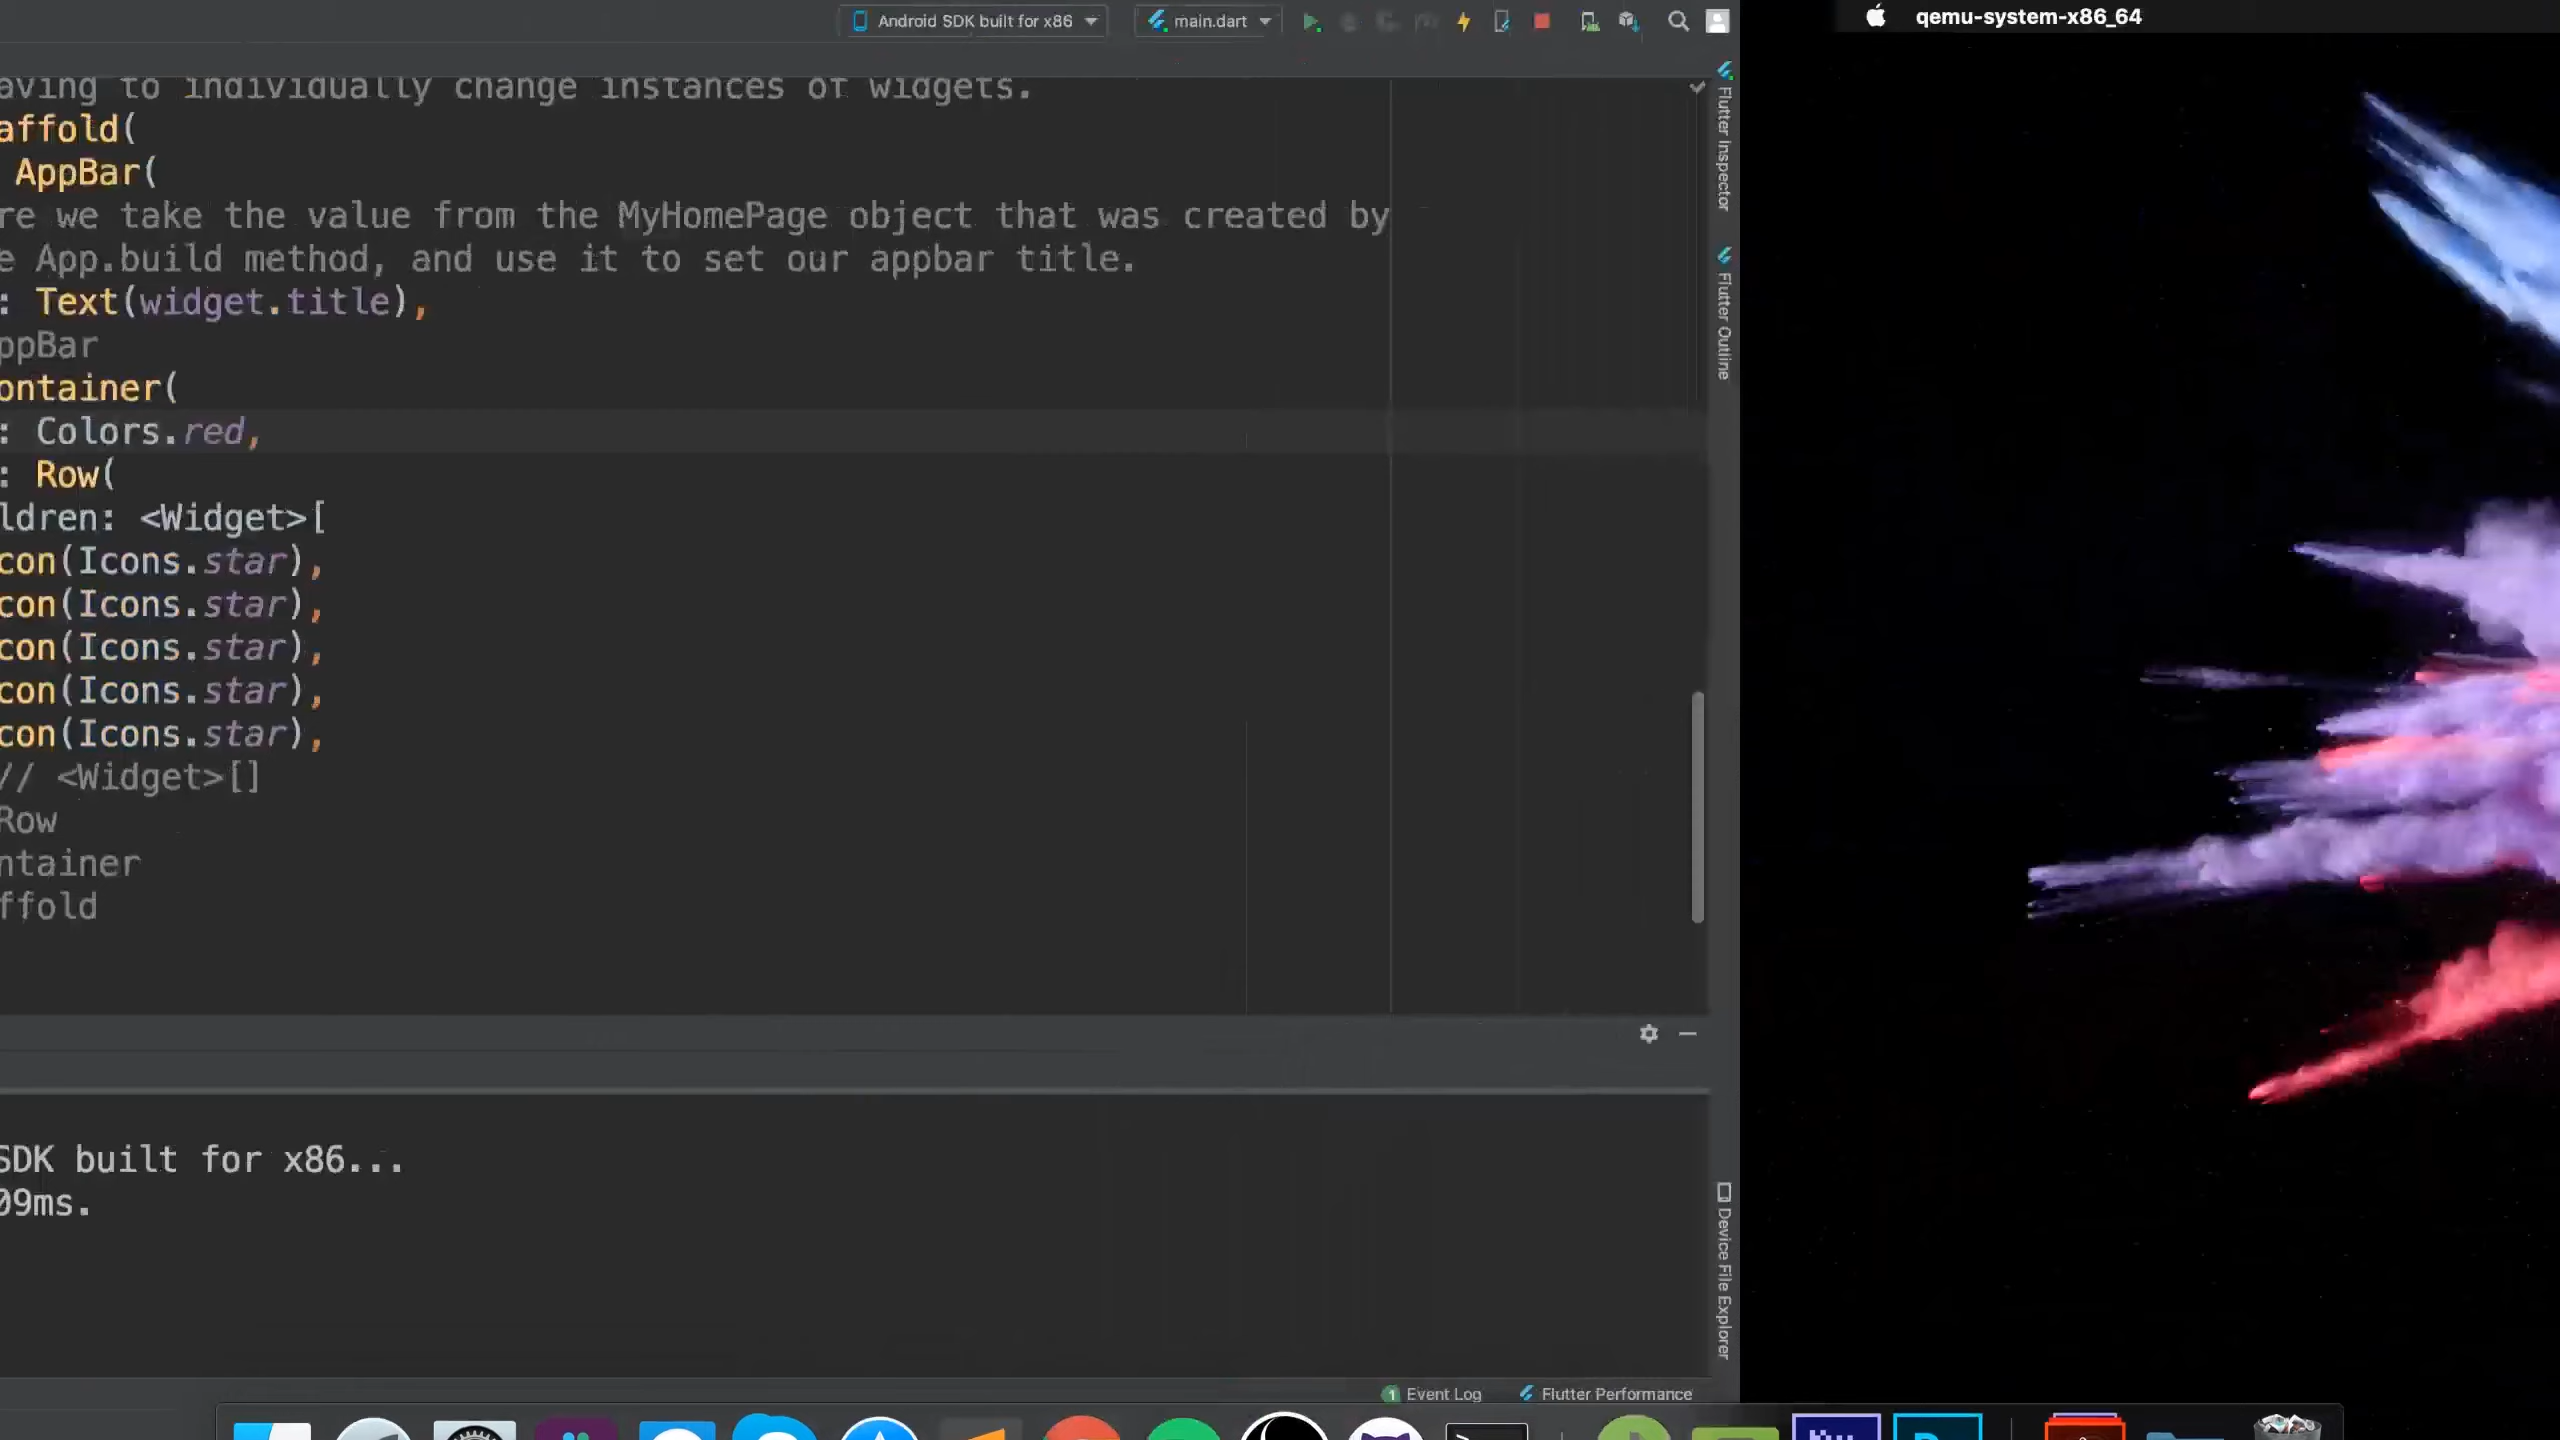 Android SDK built for x86
main.dart
qemu-system-x86_64
aving to individually change instances of widgets.
affold(
AppBar(
re we take the value from the MyHomePage object that was created by
e App.build method, and use it to set our appbar title.
: Text(widget.title),
ppBar
ontainer(
: Colors.red,
: Row(
ldren: <Widget>[
con(Icons.star),
con(Icons.star),
con(Icons.star),
con(Icons.star),
con(Icons.star),
// <Widget>[]
Row
ntainer
ffold
Flutter Inspector
Flutter Outline
SDK built for x86...
09ms.
Device File Explorer
1 Event Log
Flutter Performance